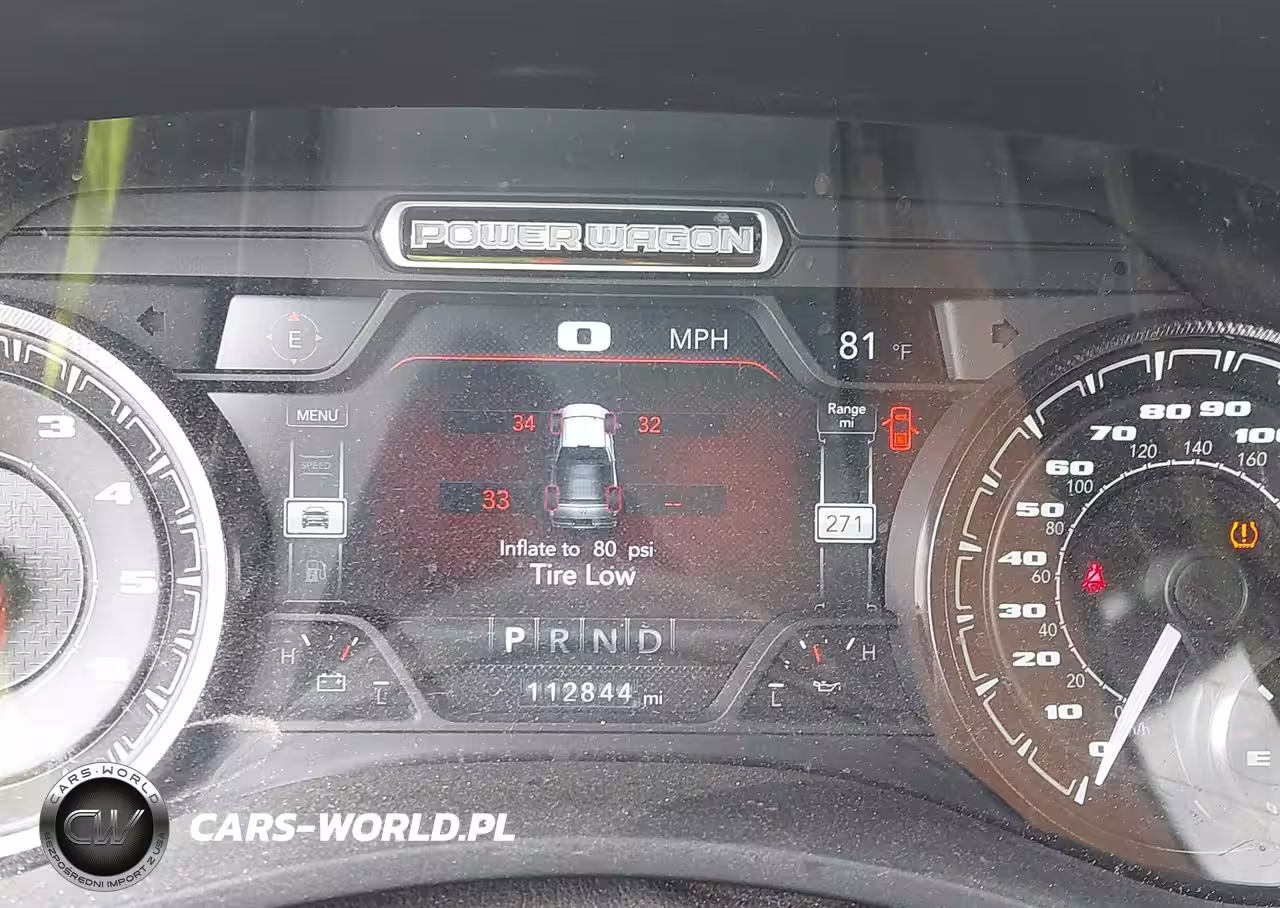 POWER WAGON
E
0 MPH
81 °F
MENU
SPEED
34 32
33 --
Range
mi
271
Inflate to 80 psi
Tire Low
P R N D
112844 mi
H
L
H
L
3
4
5
0
10
20
30
40
50
60
70
80
90
100
20
40
60
80
100
120
140
160
E
CARS-WORLD
CW
BEZPOŚREDNI IMPORT Z USA
CARS-WORLD.PL